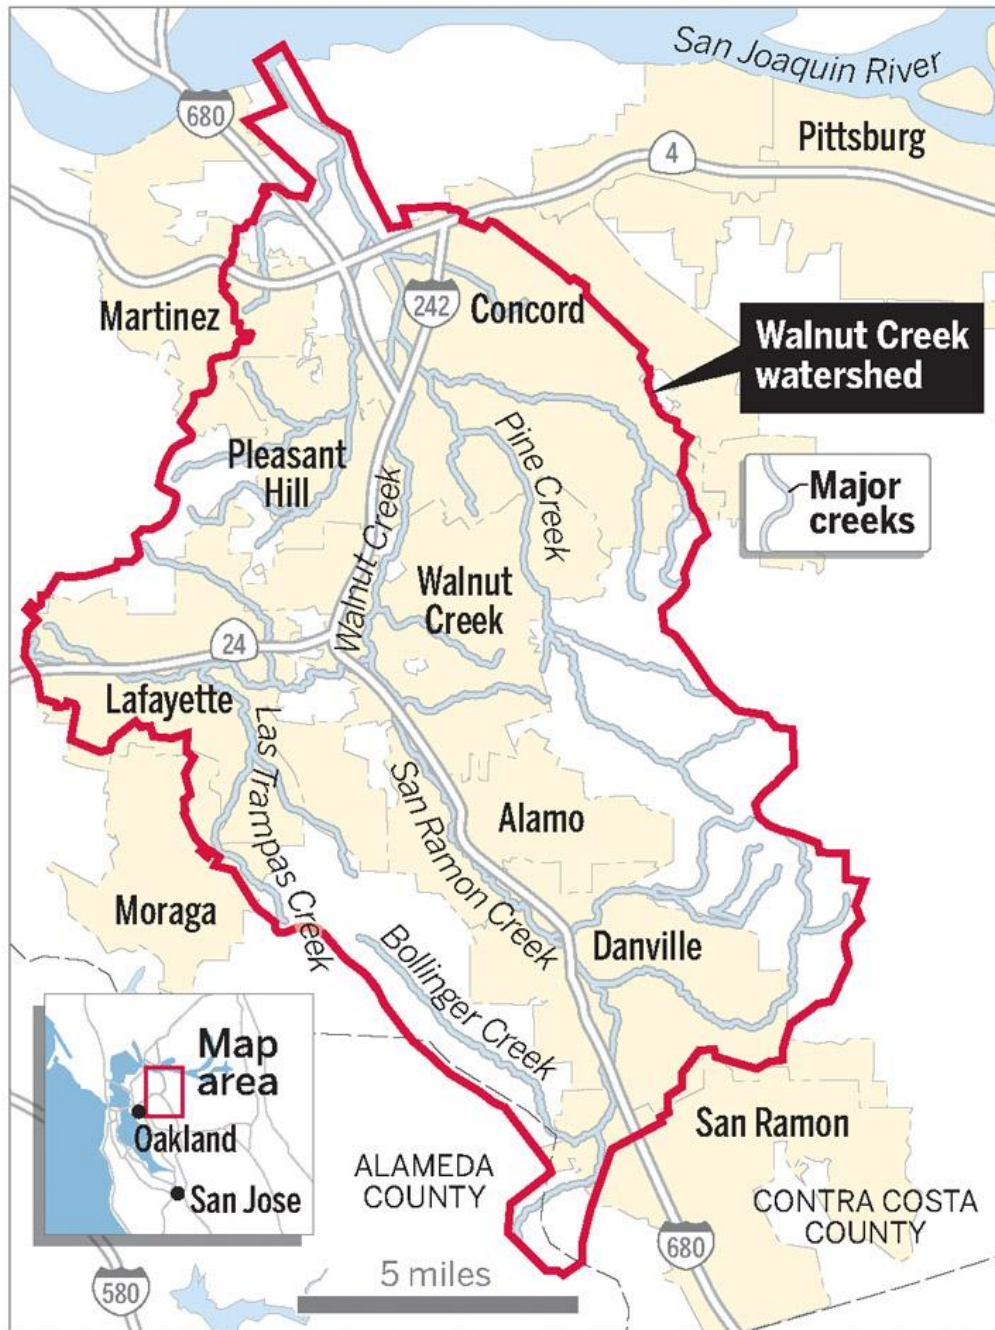 San Joaquin River
680
Pittsburg
4
Martinez
242
Concord
Walnut Creek
watershed
Pleasant
Hill
Pine Creek
Major
creeks
Walnut Creek
Walnut
Creek
24
Lafayette
Las Trampas Creek
San Ramon Creek
Alamo
Moraga
Bollinger Creek
Danville
Map
area
Oakland
San Jose
San Ramon
ALAMEDA
COUNTY
CONTRA COSTA
COUNTY
680
580
5 miles